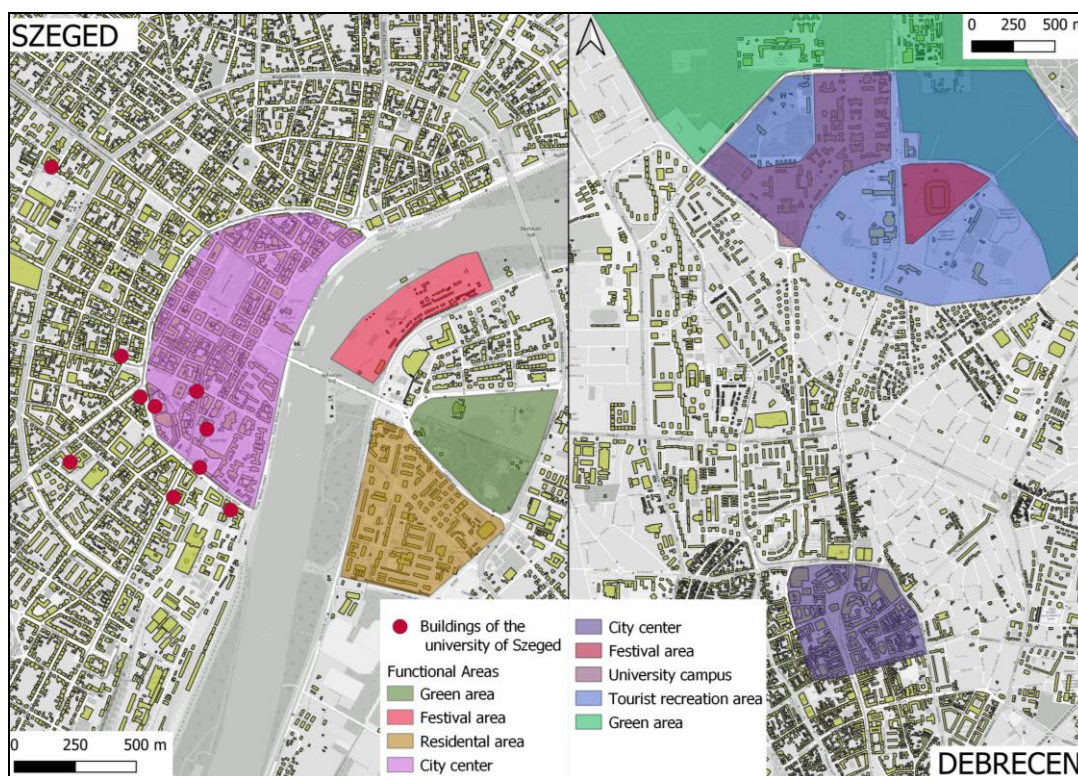 SZEGED
0 250 500 m
Buildings of the
university of Szeged
Functional Areas
Green area
Festival area
Residental area
City center
City center
Festival area
University campus
Tourist recreation area
Green area
0 250 500 m
DEBRECEN